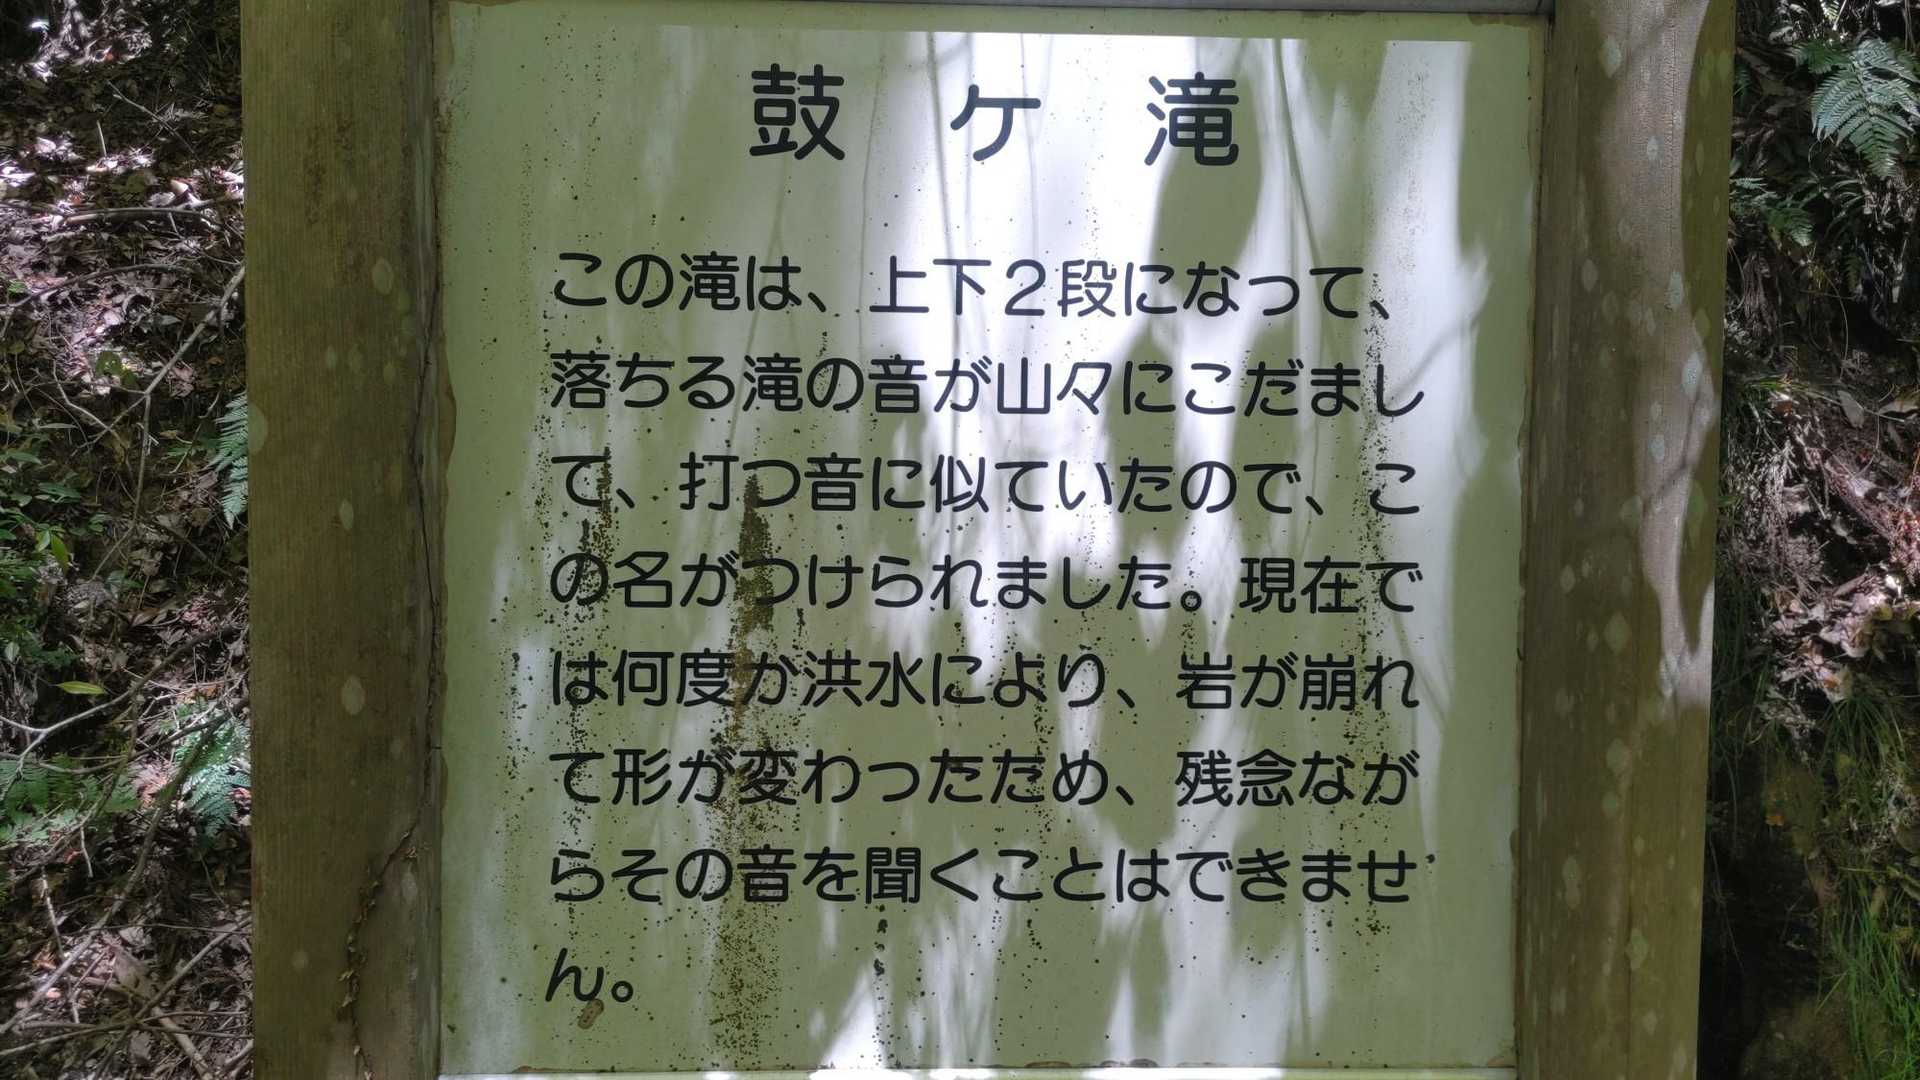 鼓ケ滝
この滝は、上下２段になって、
落ちる滝の音が山々にこだまし
て、打つ音に似ていたので、こ
の名がつけられました。現在で
は何度か洪水により、岩が崩れ
て形が変わったため、残念なが
らその音を聞くことはできませ
ん。